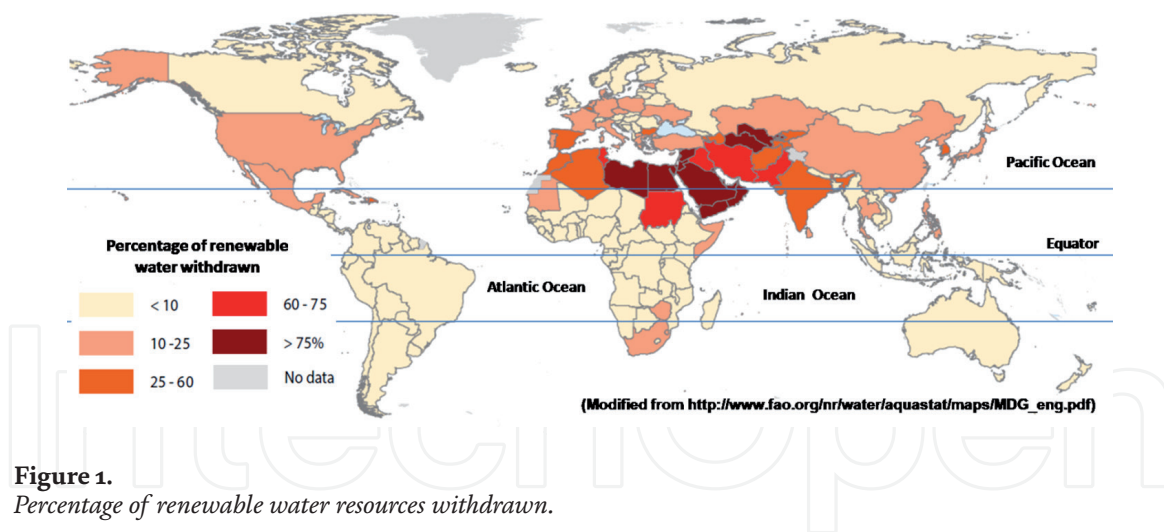 Pacific Ocean
Equator
Percentage of renewable
water withdrawn
Atlantic Ocean
Indian Ocean
< 10
60 - 75
10 -25
> 75%
25 - 60
No data
(Modified from http://www.fao.org/nr/water/aquastat/maps/MDG_eng.pdf)
IntechOpen
Figure 1.
Percentage of renewable water resources withdrawn.